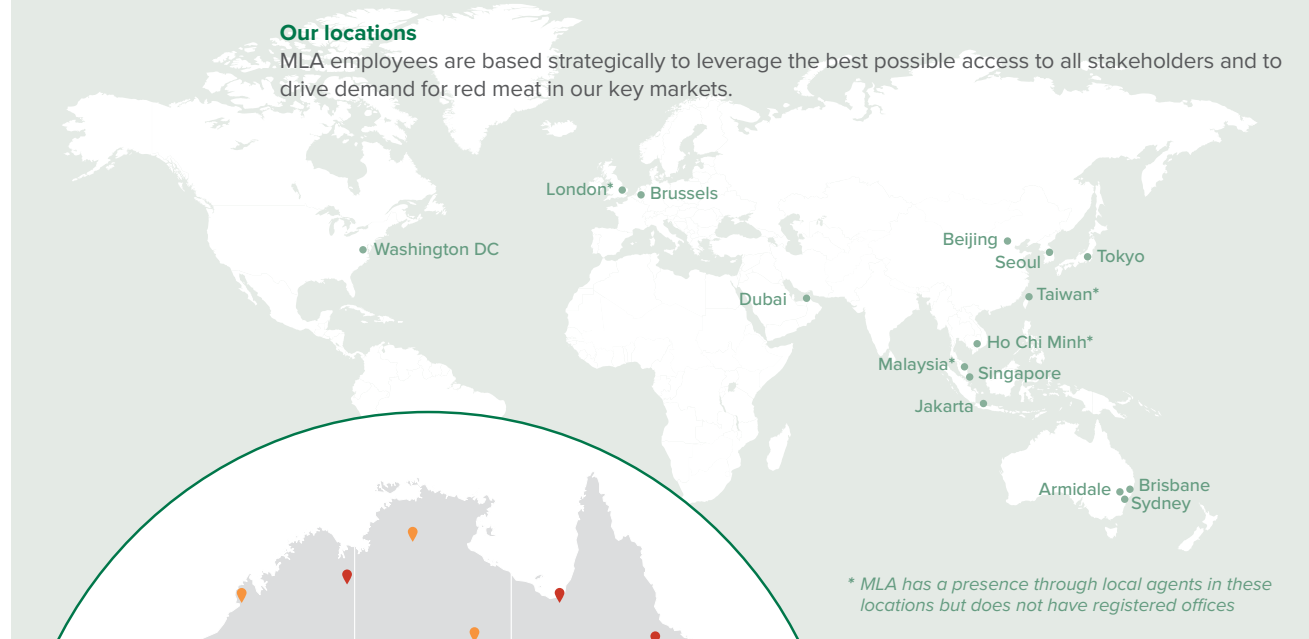 Our locations
MLA employees are based strategically to leverage the best possible access to all stakeholders and to
drive demand for red meat in our key markets.
London*
Brussels
Washington DC
Beijing
Seoul
Tokyo
Dubai
Taiwan*
Ho Chi Minh*
Malaysia*
Singapore
Jakarta
Armidale
Brisbane
Sydney
* MLA has a presence through local agents in these
locations but does not have registered offices